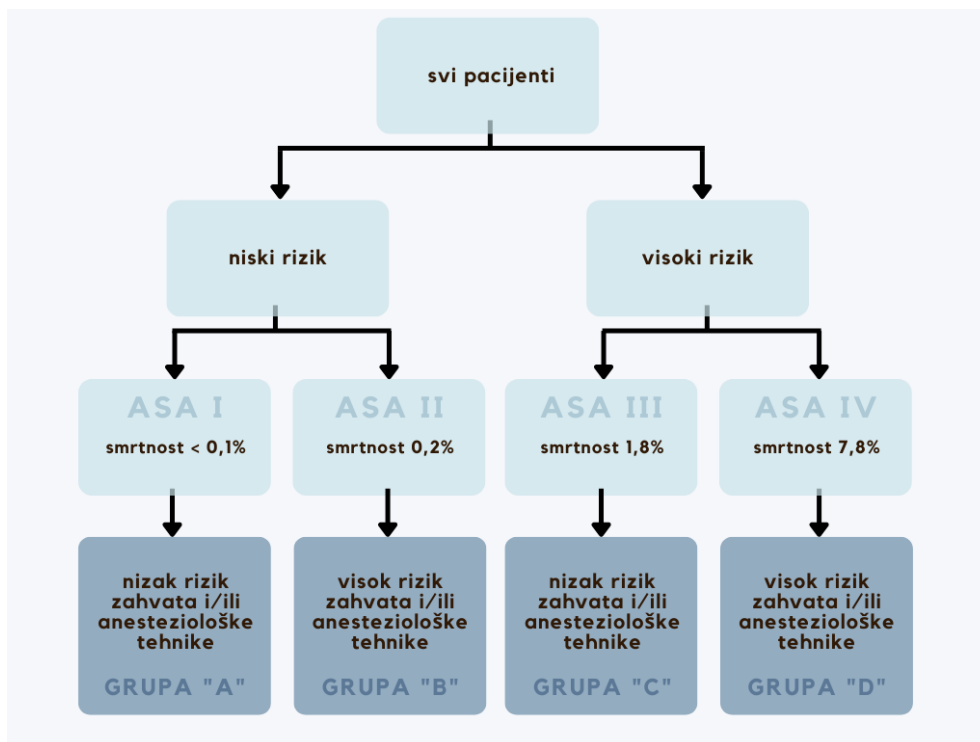 svi pacijenti
niski rizik
visoki rizik
ASA I
smrtnost < 0,1%
ASA II
smrtnost 0,2%
ASA III
smrtnost 1,8%
ASA IV
smrtnost 7,8%
nizak rizik
zahvata i/ili
anesteziološke
tehnike
GRUPA "A"
visok rizik
zahvata i/ili
anesteziološke
tehnike
GRUPA "B"
nizak rizik
zahvata i/ili
anesteziološke
tehnike
GRUPA "C"
visok rizik
zahvata i/ili
anesteziološke
tehnike
GRUPA "D"